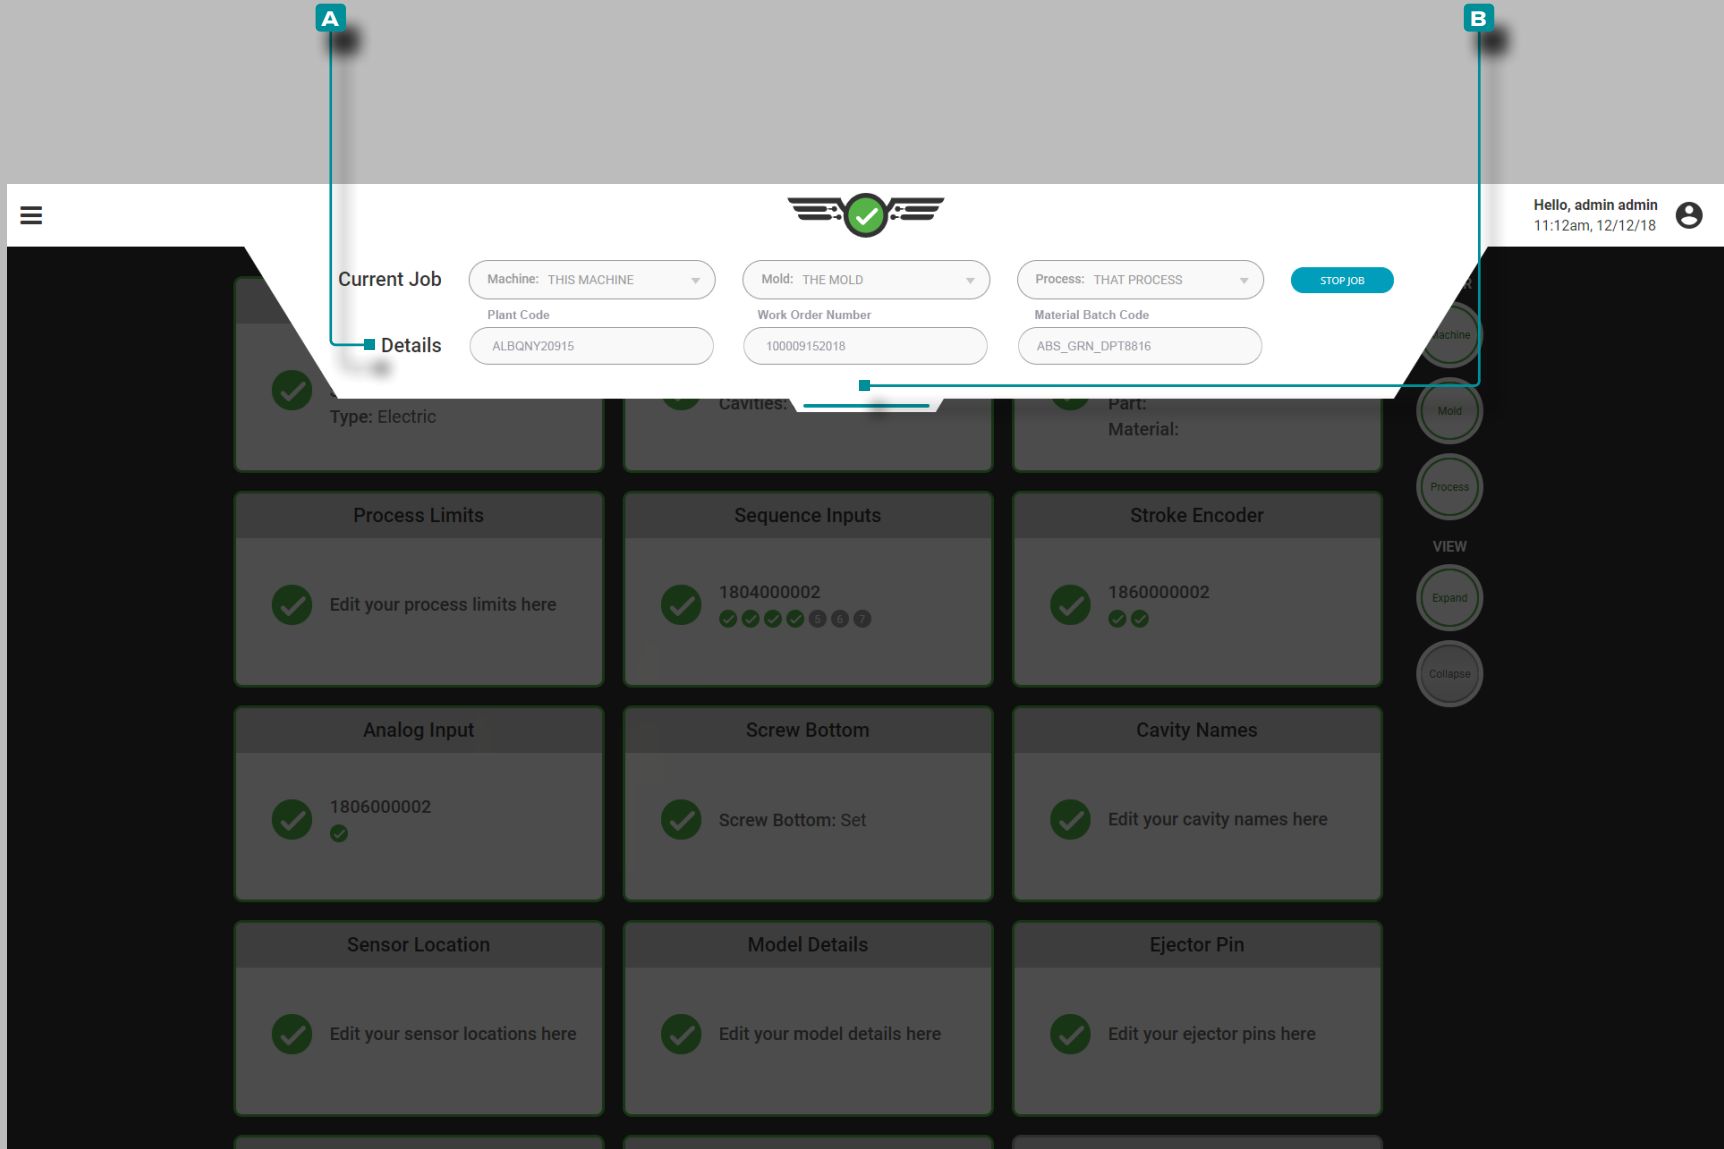 A
B
Hello, admin admin
11:12am, 12/12/18
Current Job
Machine: THIS MACHINE
Mold: THE MOLD
Process: THAT PROCESS
STOP JOB
Plant Code
Work Order Number
Material Batch Code
Details
ALBQNY20915
100009152018
ABS_GRN_DPT8816
R
Machine
Mold
Process
VIEW
Expand
Collapse
Type: Electric
Cavities:
Part:
Material:
Process Limits
Sequence Inputs
Stroke Encoder
Edit your process limits here
1804000002
5 6 7
1860000002
Analog Input
Screw Bottom
Cavity Names
1806000002
Screw Bottom: Set
Edit your cavity names here
Sensor Location
Model Details
Ejector Pin
Edit your sensor locations here
Edit your model details here
Edit your ejector pins here